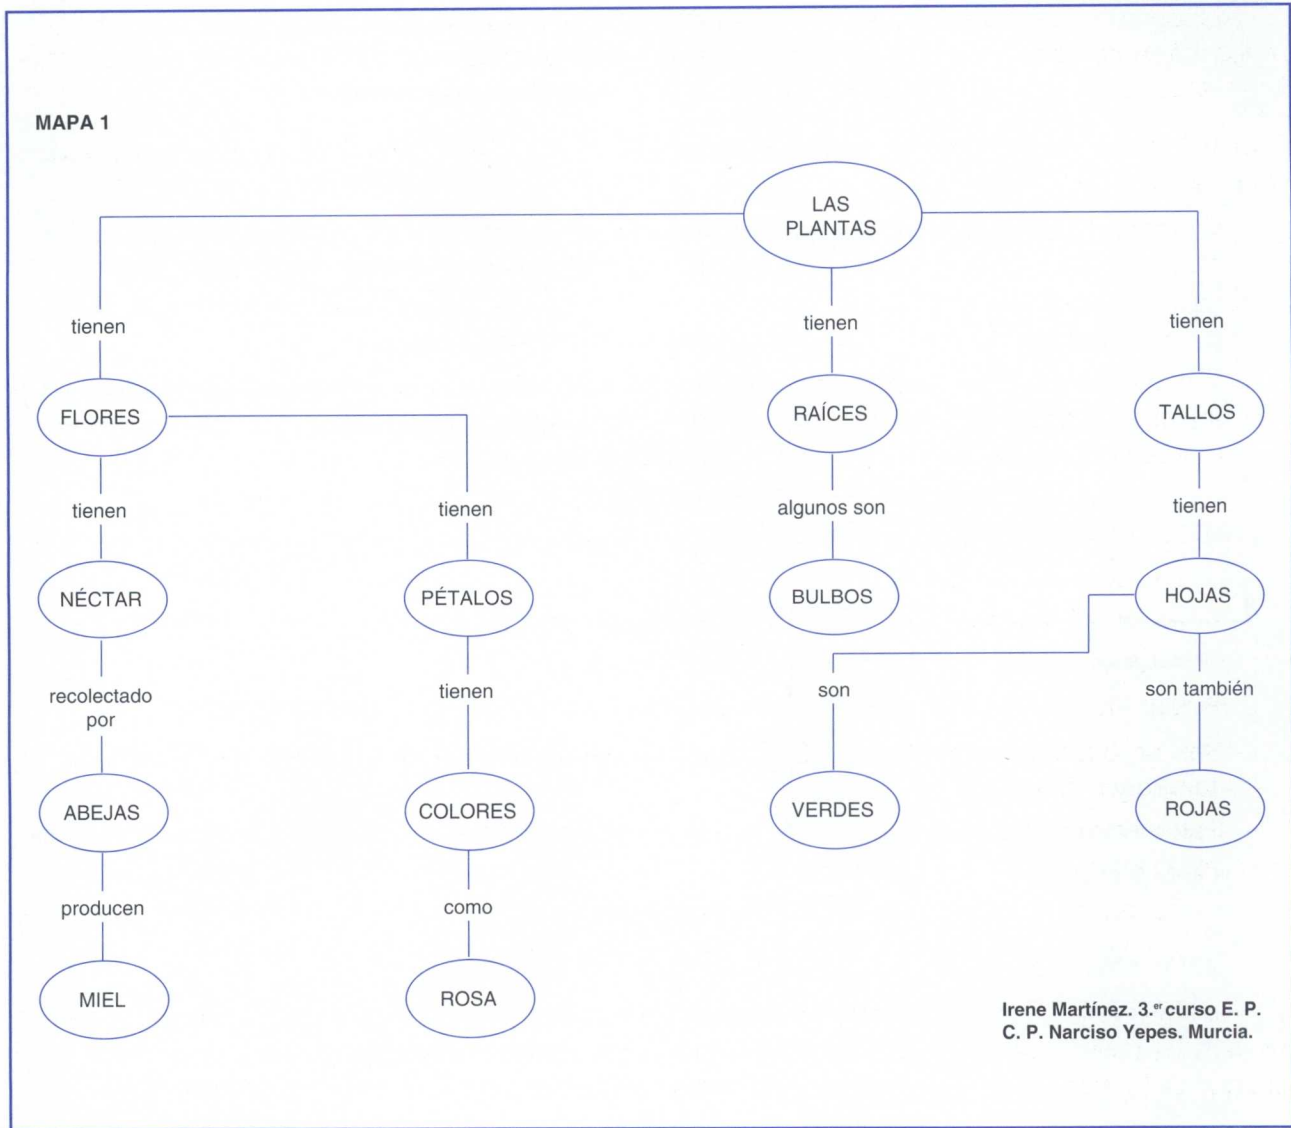 MAPA 1
LAS
PLANTAS
tienen
tienen
tienen
FLORES
RAÍCES
TALLOS
tienen
tienen
algunos son
tienen
NÉCTAR
PÉTALOS
BULBOS
HOJAS
recolectado
por
tienen
son
son también
ABEJAS
COLORES
VERDES
ROJAS
producen
como
MIEL
ROSA
Irene Martínez. 3.er curso E. P.
C. P. Narciso Yepes. Murcia.